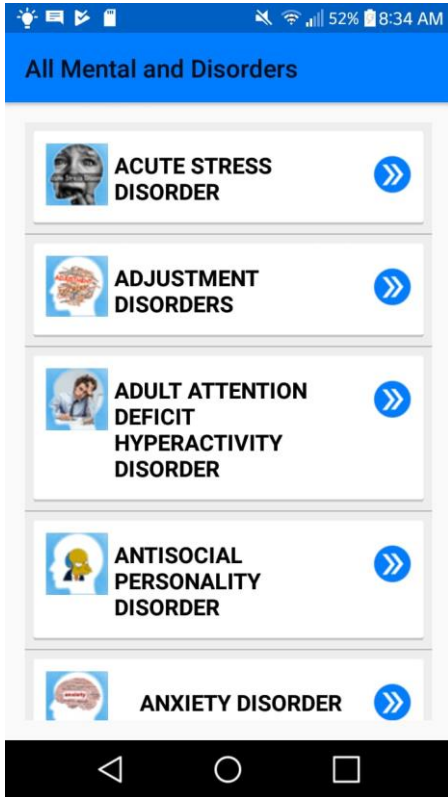 52% 8:34 AM
All Mental and Disorders
ACUTE STRESS
DISORDER
ADJUSTMENT
DISORDERS
ADULT ATTENTION
DEFICIT
HYPERACTIVITY
DISORDER
ANTISOCIAL
PERSONALITY
DISORDER
anxiety
ANXIETY DISORDER